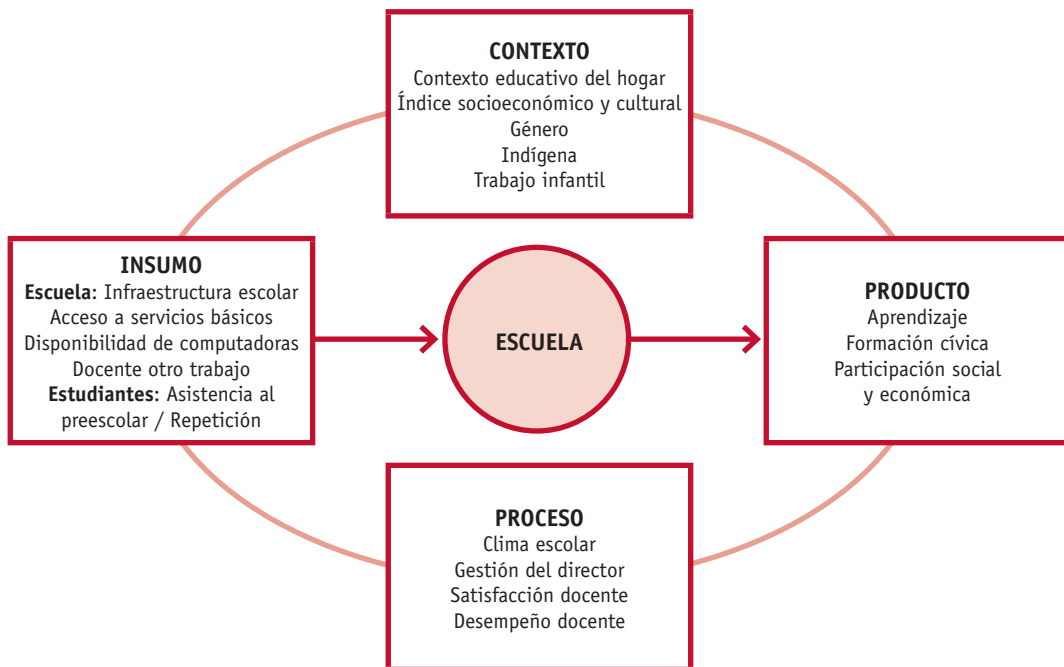 CONTEXTO
Contexto educativo del hogar
Índice socioeconómico y cultural
Género
Indígena
Trabajo infantil
INSUMO
Escuela: Infraestructura escolar
Acceso a servicios básicos
Disponibilidad de computadoras
Docente otro trabajo
Estudiantes: Asistencia al
preescolar / Repetición
ESCUELA
PRODUCTO
Aprendizaje
Formación cívica
Participación social
y económica
PROCESO
Clima escolar
Gestión del director
Satisfacción docente
Desempeño docente